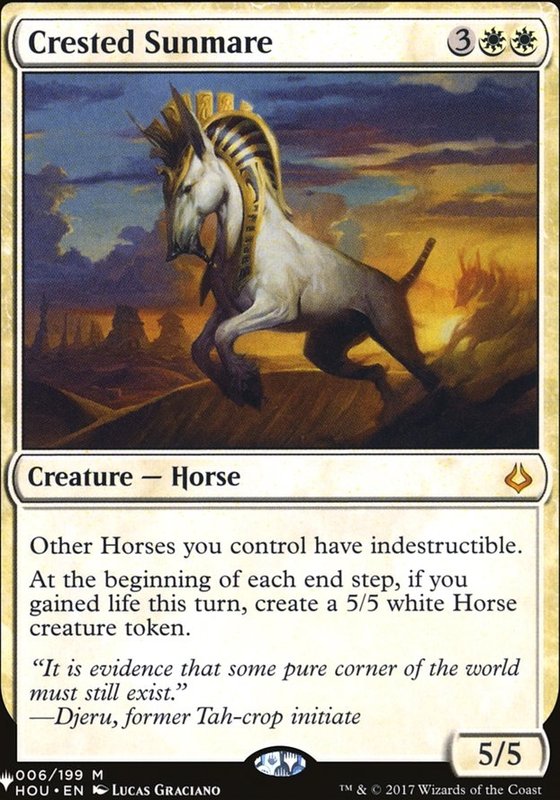 Crested Sunmare 3
Creature — Horse
Other Horses you control have indestructible.
At the beginning of each end step, if you
gained life this turn, create a 5/5 white Horse
creature token.
“It is evidence that some pure corner of the world
must still exist.”
—Djeru, former Tah-crop initiate
5/5
006/199 M
HOU • EN LUCAS GRACIANO
™ & © 2017 Wizards of the Coast